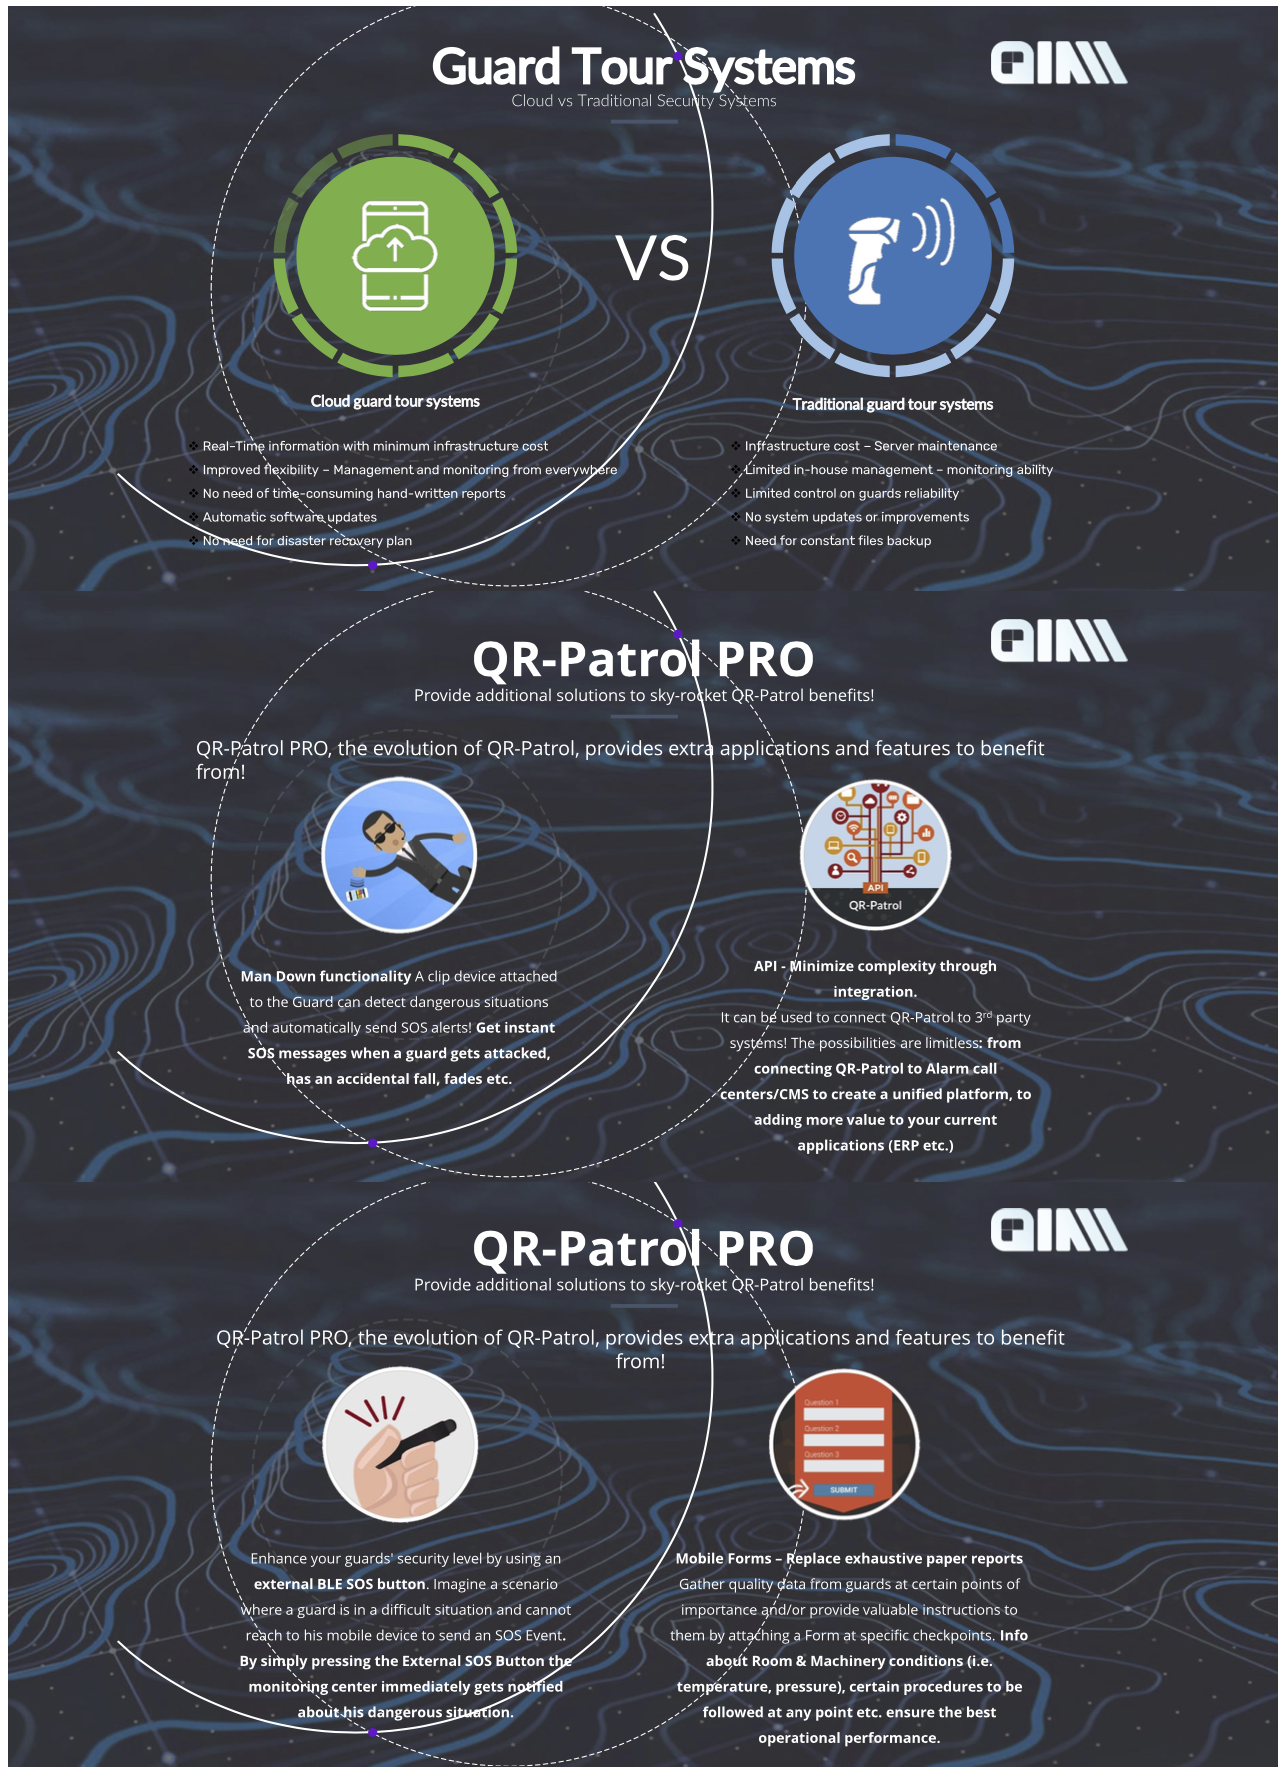 Guard Tour Systems
Cloud vs Traditional Security Systems
VS
Cloud guard tour systems
❖ Real-Time information with minimum infrastructure cost
❖ Improved flexibility – Management and monitoring from everywhere
❖ No need of time-consuming hand-written reports
❖ Automatic software updates
❖ No need for disaster recovery plan
Traditional guard tour systems
❖ Infrastructure cost – Server maintenance
❖ Limited in-house management – monitoring ability
❖ Limited control on guards reliability
❖ No system updates or improvements
❖ Need for constant files backup
QR-Patrol PRO
Provide additional solutions to sky-rocket QR-Patrol benefits!
QR-Patrol PRO, the evolution of QR-Patrol, provides extra applications and features to benefit
from!
Man Down functionality A clip device attached
to the Guard can detect dangerous situations
and automatically send SOS alerts! Get instant
SOS messages when a guard gets attacked,
has an accidental fall, fades etc.
API
QR-Patrol
API - Minimize complexity through
integration.
It can be used to connect QR-Patrol to 3rd party
systems! The possibilities are limitless: from
connecting QR-Patrol to Alarm call
centers/CMS to create a unified platform, to
adding more value to your current
applications (ERP etc.)
QR-Patrol PRO
Provide additional solutions to sky-rocket QR-Patrol benefits!
QR-Patrol PRO, the evolution of QR-Patrol, provides extra applications and features to benefit
from!
Enhance your guards' security level by using an
external BLE SOS button. Imagine a scenario
where a guard is in a difficult situation and cannot
reach to his mobile device to send an SOS Event.
By simply pressing the External SOS Button the
monitoring center immediately gets notified
about his dangerous situation.
Question 1
Question 2
Question 3
SUBMIT
Mobile Forms – Replace exhaustive paper reports
Gather quality data from guards at certain points of
importance and/or provide valuable instructions to
them by attaching a Form at specific checkpoints. Info
about Room & Machinery conditions (i.e.
temperature, pressure), certain procedures to be
followed at any point etc. ensure the best
operational performance.